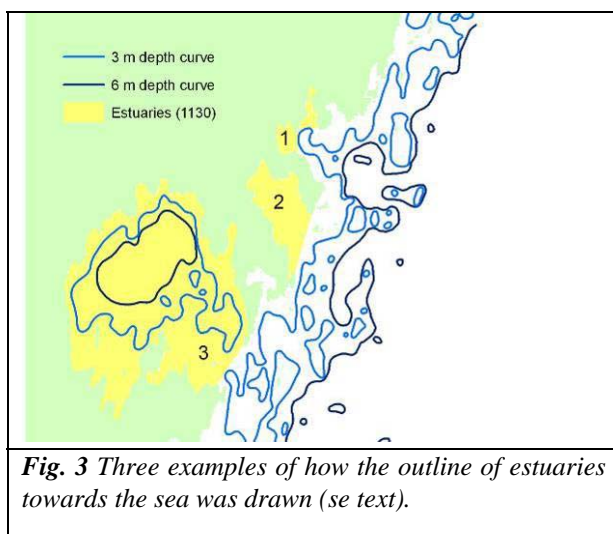 3 m depth curve
6 m depth curve
Estuaries (1130)
1
2
3
Fig. 3 Three examples of how the outline of estuaries
towards the sea was drawn (se text).